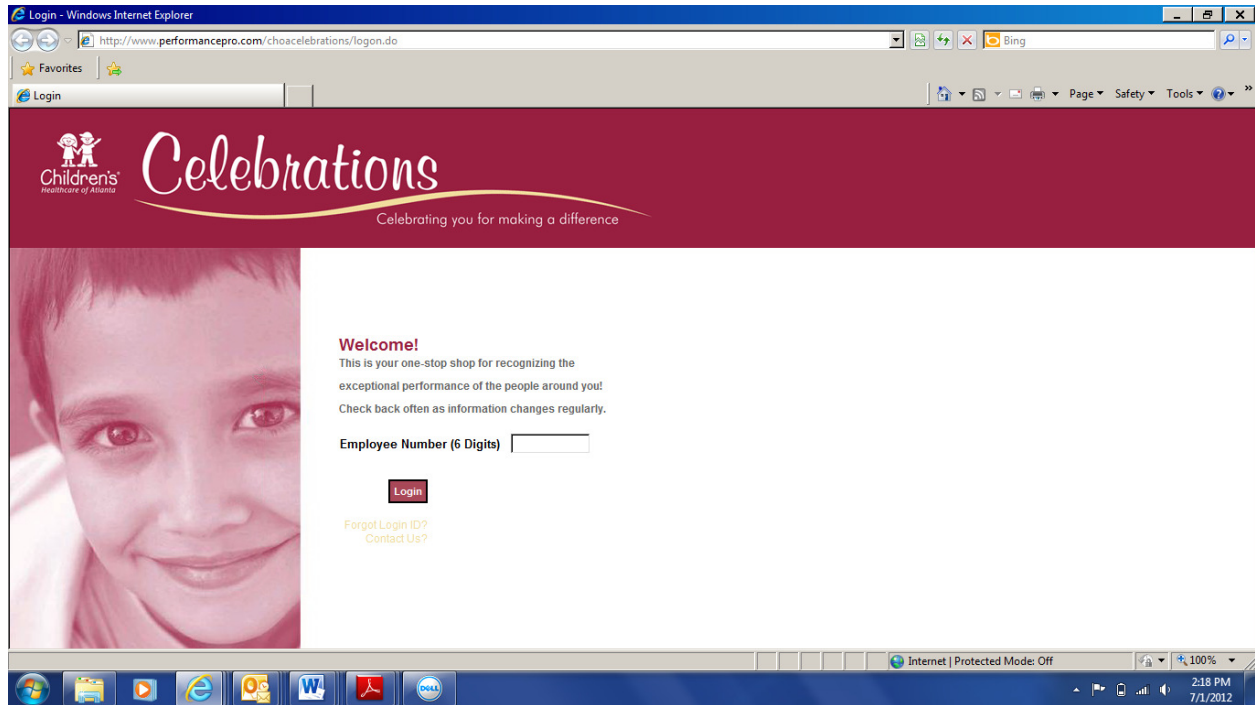 Login - Windows Internet Explorer
http://www.performancepro.com/choacelebrations/logon.do
Bing
Favorites
Login
Page Safety Tools
Children's
Healthcare of Atlanta
Celebrations
Celebrating you for making a difference
Welcome!
This is your one-stop shop for recognizing the
exceptional performance of the people around you!
Check back often as information changes regularly.
Employee Number (6 Digits)
Login
Forgot Login ID?
Contact Us?
Internet | Protected Mode: Off
100%
DELL
2:18 PM
7/1/2012